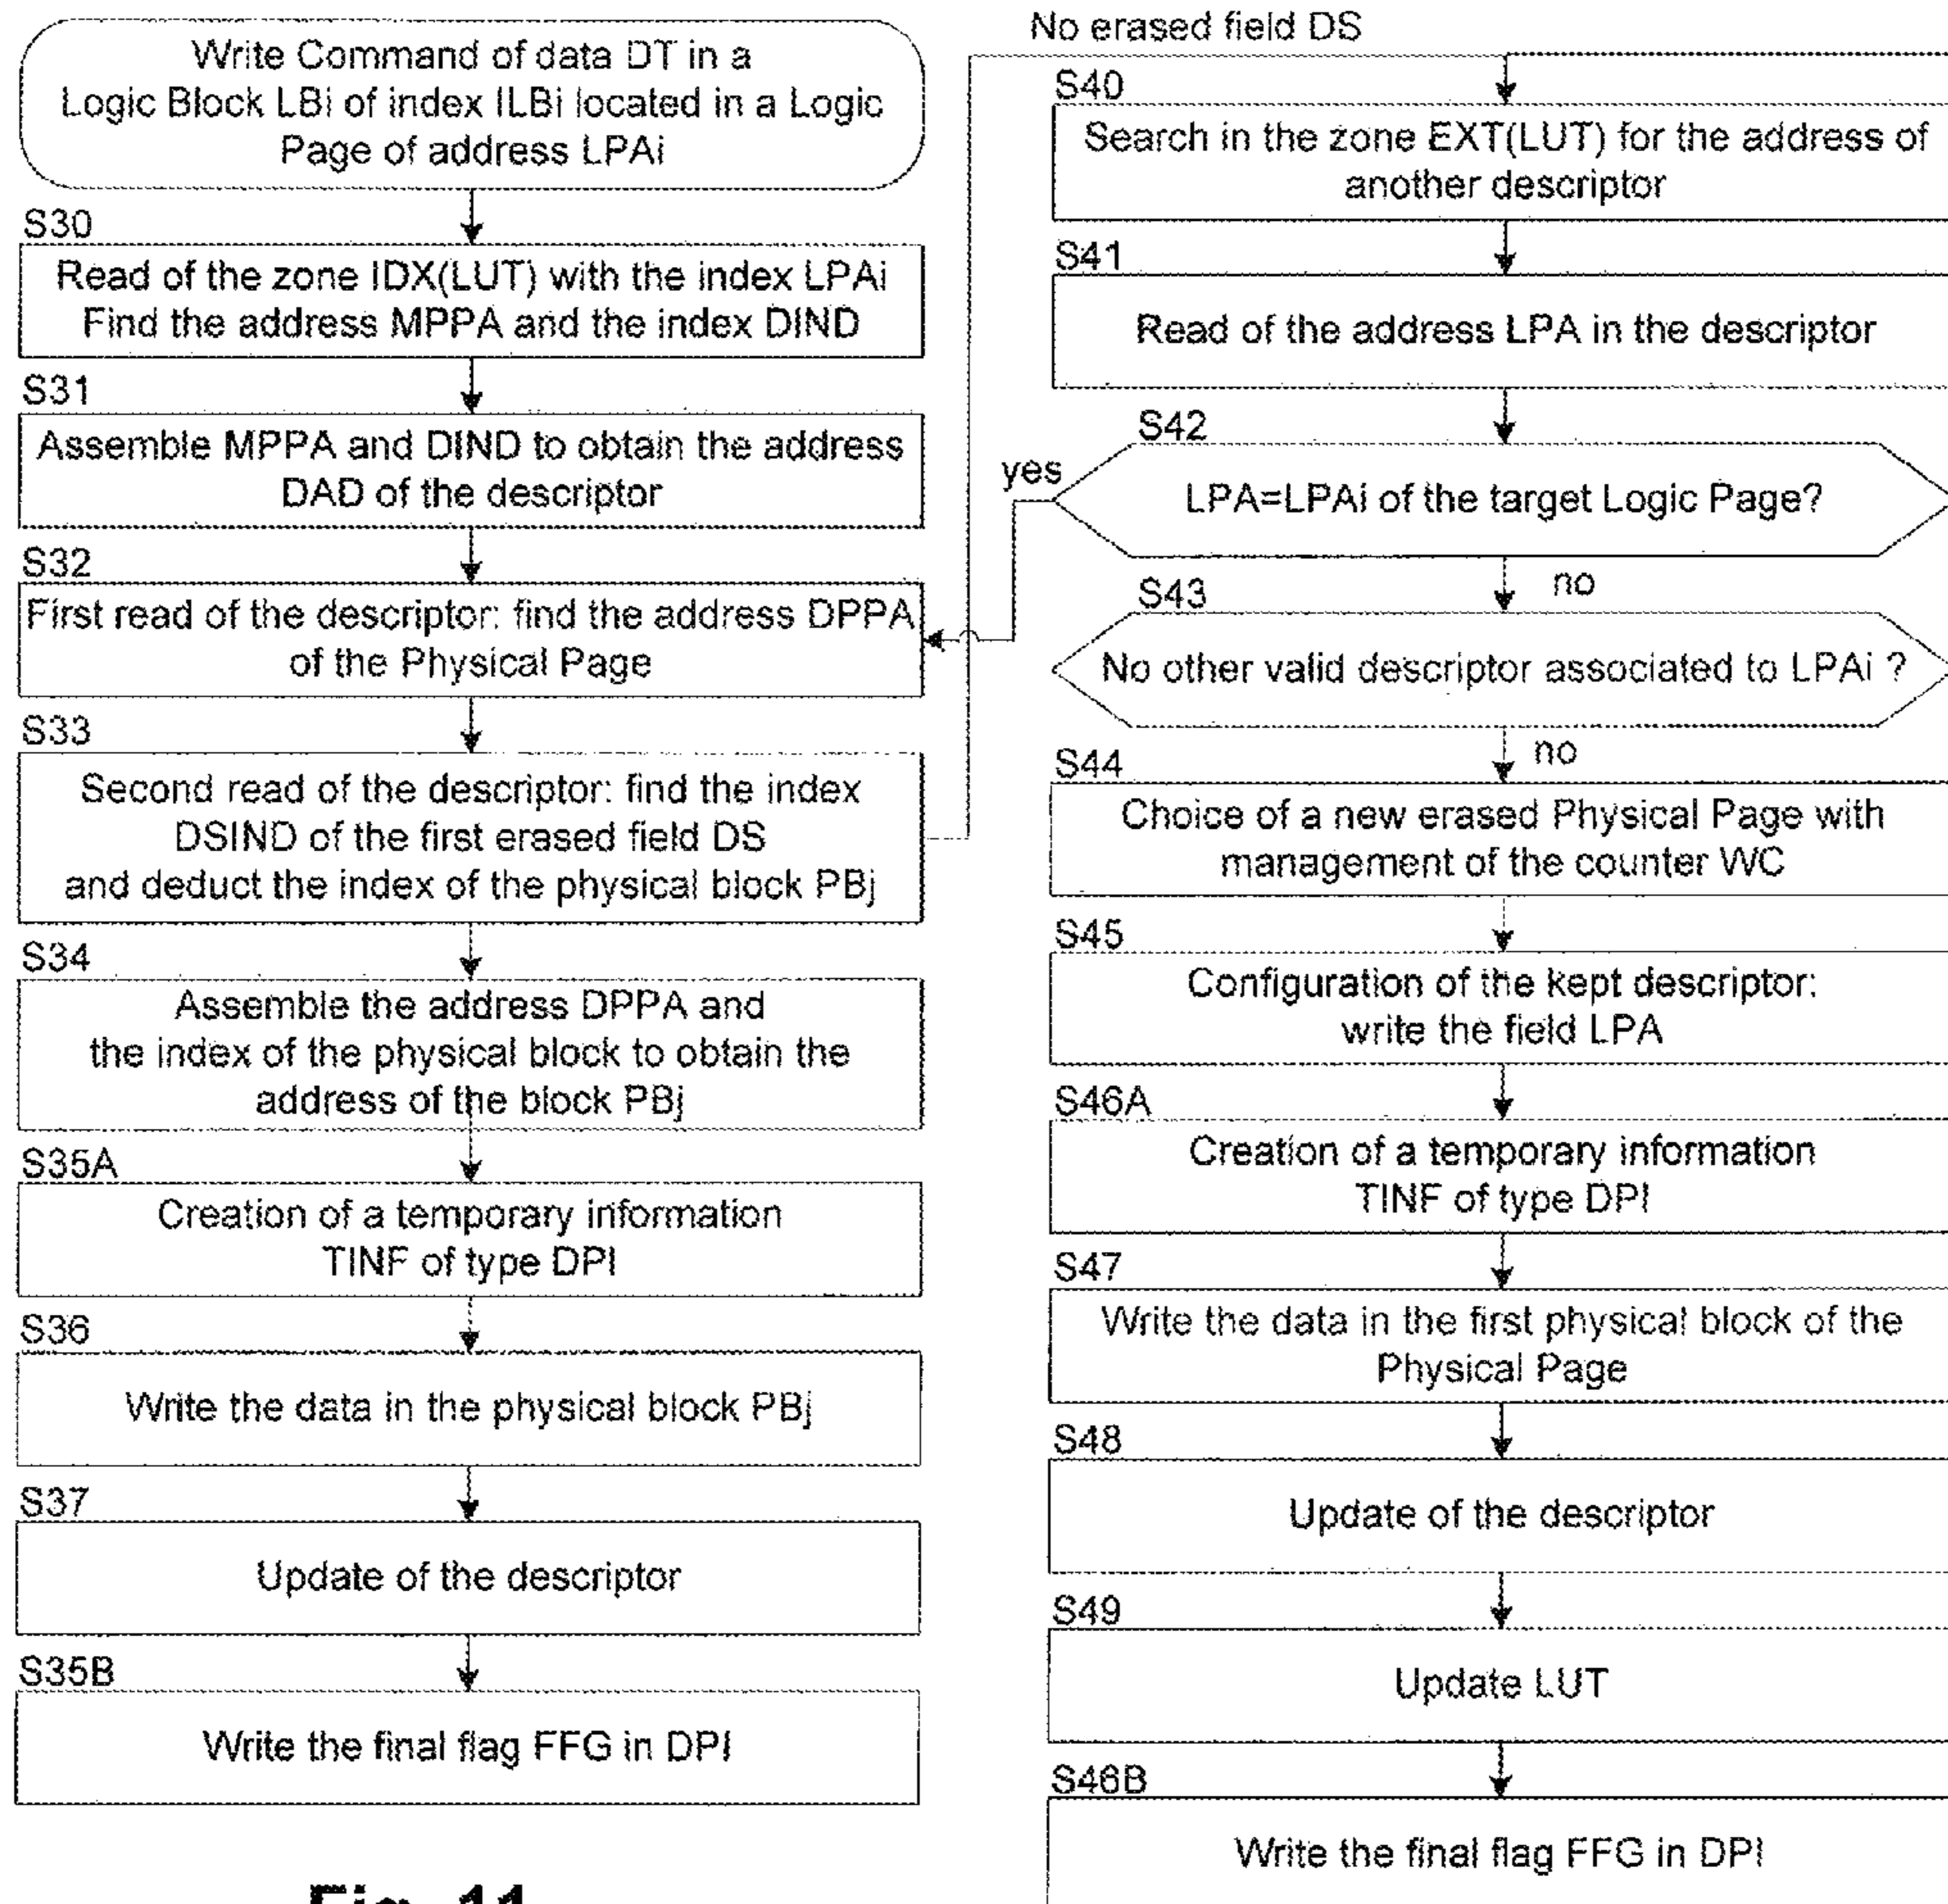 Write Command of data DT in a
Logic Block LBi of index ILBi located in a Logic
Page of address LPAi
S30
Read of the zone IDX(LUT) with the index LPAi
Find the address MPPA and the index DIND
S31
Assemble MPPA and DIND to obtain the address
DAD of the descriptor
S32
First read of the descriptor: find the address DPPA
of the Physical Page
S33
Second read of the descriptor: find the index
DSIND of the first erased field DS
and deduct the index of the physical block PBj
S34
Assemble the address DPPA and
the index of the physical block to obtain the
address of the block PBj
S35A
Creation of a temporary information
TINF of type DPI
S36
Write the data in the physical block PBj
S37
Update of the descriptor
S35B
Write the final flag FFG in DPI
No erased field DS
S40
Search in the zone EXT(LUT) for the address of
another descriptor
S41
Read of the address LPA in the descriptor
S42
yes
LPA=LPAi of the target Logic Page?
no
S43
No other valid descriptor associated to LPAi ?
no
S44
Choice of a new erased Physical Page with
management of the counter WC
S45
Configuration of the kept descriptor:
write the field LPA
S46A
Creation of a temporary information
TINF of type DPI
S47
Write the data in the first physical block of the
Physical Page
S48
Update of the descriptor
S49
Update LUT
S46B
Write the final flag FFG in DPI
Fig. 11